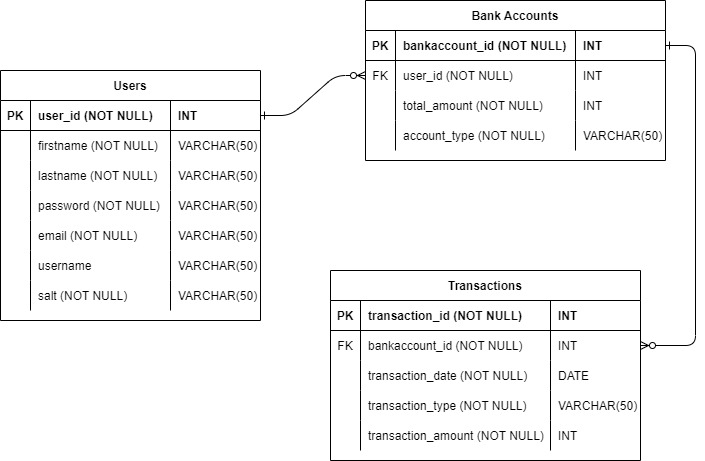 Bank Accounts
PK bankaccount_id (NOT NULL) INT
FK user_id (NOT NULL) INT
total_amount (NOT NULL) INT
account_type (NOT NULL) VARCHAR(50)
Users
PK user_id (NOT NULL) INT
firstname (NOT NULL) VARCHAR(50)
lastname (NOT NULL) VARCHAR(50)
password (NOT NULL) VARCHAR(50)
email (NOT NULL) VARCHAR(50)
username VARCHAR(50)
salt (NOT NULL) VARCHAR(50)
Transactions
PK transaction_id (NOT NULL) INT
FK bankaccount_id (NOT NULL) INT
transaction_date (NOT NULL) DATE
transaction_type (NOT NULL) VARCHAR(50)
transaction_amount (NOT NULL) INT